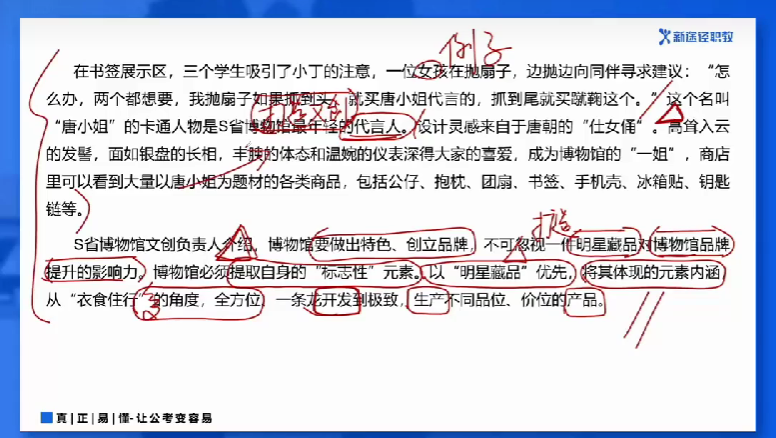 新途径职教
例子
在书签展示区，三个学生吸引了小丁的注意，一位女孩在抛扇子，边抛边向同伴寻求建议：“怎
么办，两个都想要，我抛扇子如果抓到头，就买唐小姐代言的，抓到尾就买蹴鞠这个。”这个名叫
“唐小姐”的卡通人物是S省博物馆最年轻的代言人。设计灵感来自于唐朝的“仕女俑”。高耸入云
的发髻，面如银盘的长相，丰腴的体态和温婉的仪表深得大家的喜爱，成为博物馆的“一姐”，商店
里可以看到大量以唐小姐为题材的各类商品，包括公仔、抱枕、团扇、书签、手机壳、冰箱贴、钥匙
链等。
打造
S省博物馆文创负责人介绍，博物馆要做出特色、创立品牌，不可忽视一件明星藏品对博物馆品牌
提升的影响力，博物馆必须提取自身的“标志性”元素。以“明星藏品”优先，将其体现的元素内涵，
从“衣食住行”的角度，全方位、一条龙开发到极致，生产不同品位、价位的产品。
真|正|易|懂-让公考变容易